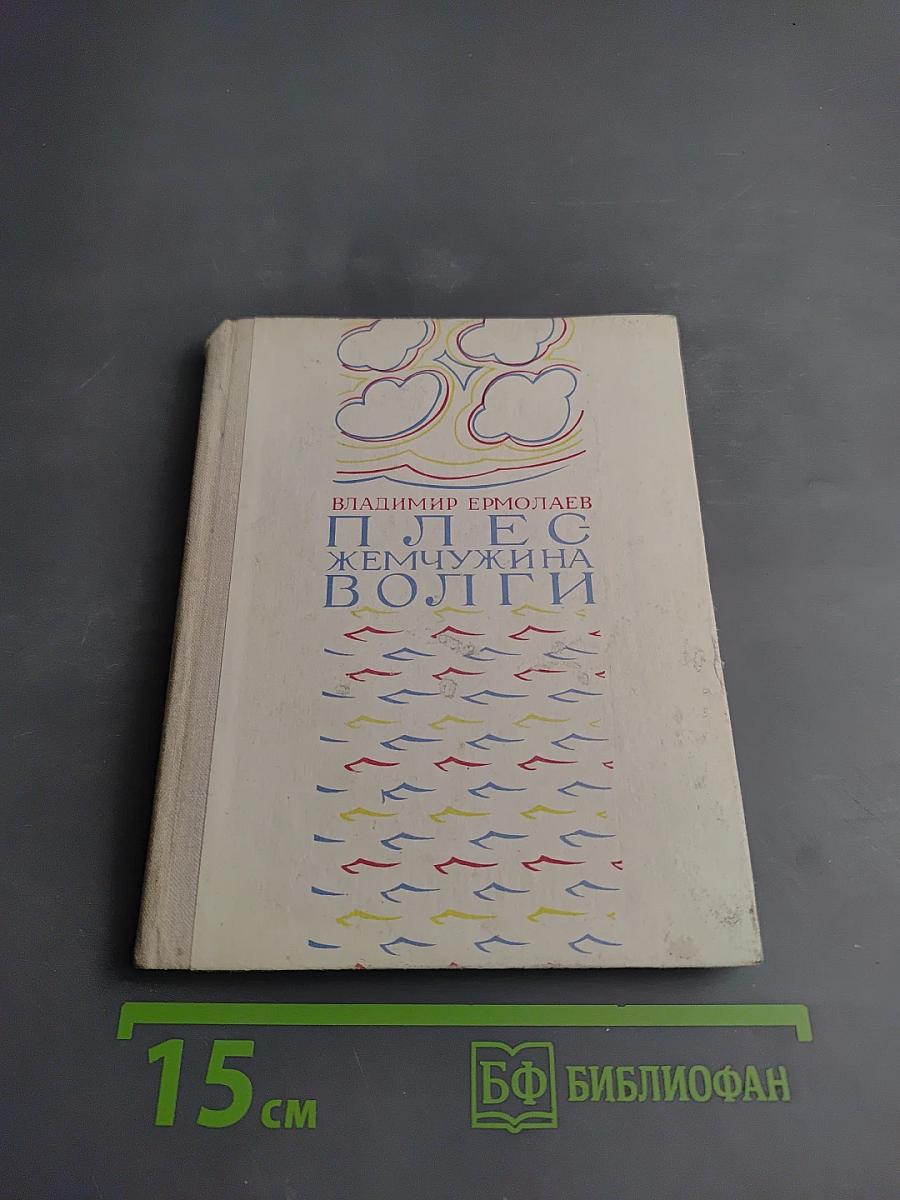 ВЛАДИМИР ЕРМОЛАЕВ
ПЛЕС-
ЖЕМЧУЖИНА
ВОЛГИ
15 см
БФ БИБЛИОФАН